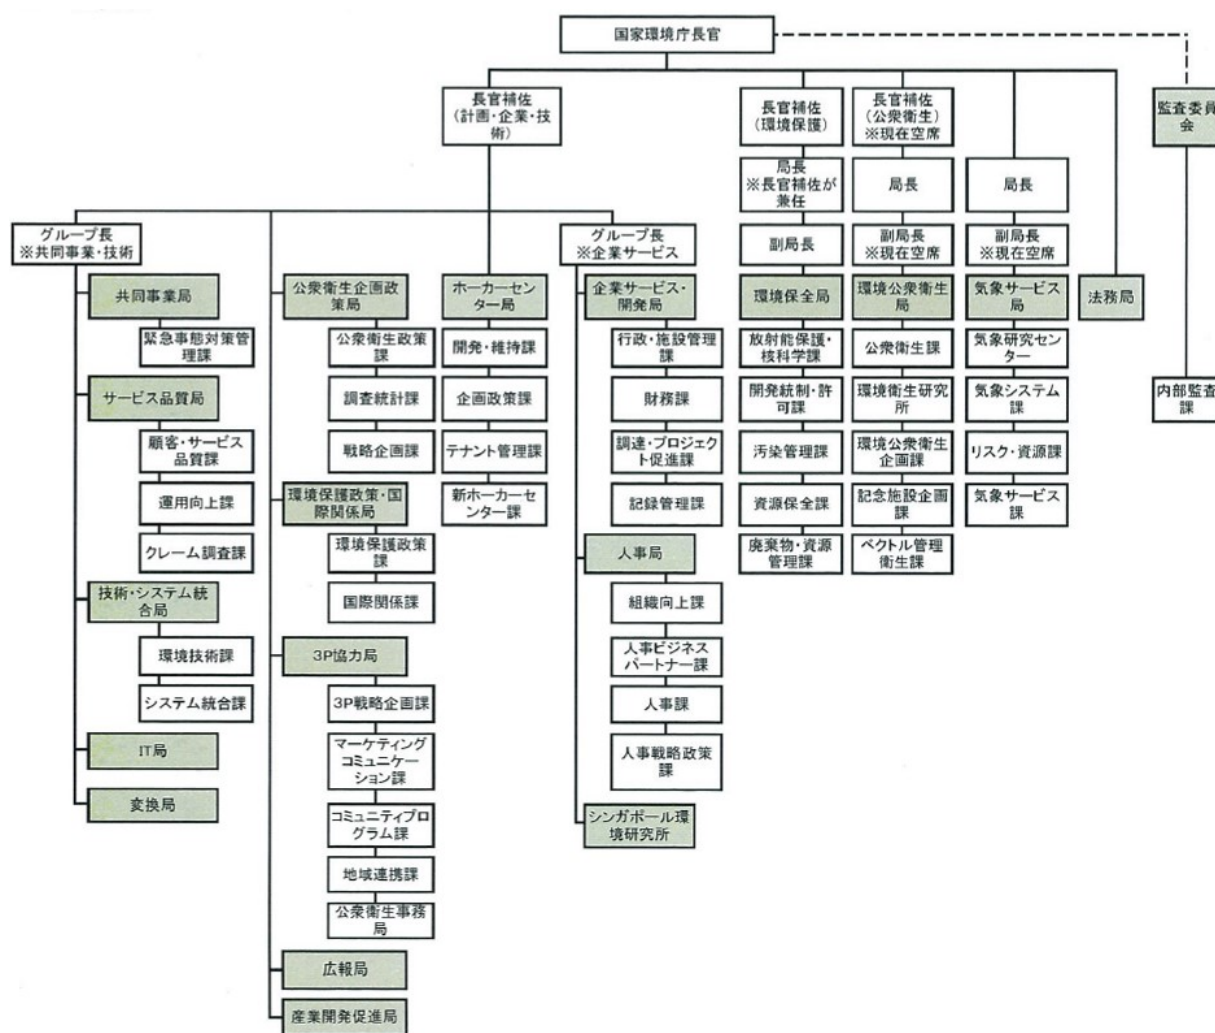 国家環境庁長官
長官補佐
(計画・企業・技
術)
長官補佐
(環境保護)
長官補佐
(公衆衛生)
※現在空席
監査委員
会
局長
※長官補佐が
兼任
局長
局長
グループ長
※共同事業・技術
グループ長
※企業サービス
副局長
副局長
※現在空席
副局長
※現在空席
共同事業局
緊急事態対策管
理課
サービス品質局
顧客・サービス
品質課
運用向上課
クレーム調査課
技術・システム統
合局
環境技術課
システム統合課
IT局
変換局
公衆衛生企画政
策局
公衆衛生政策
課
調査統計課
戦略企画課
環境保護政策・国
際関係局
環境保護政策
課
国際関係課
3P協力局
3P戦略企画課
マーケティング
コミュニケー
ション課
コミュニティプロ
グラム課
地域連携課
公衆衛生事務
局
広報局
産業開発促進局
ホーカーセン
ター局
開発・維持課
企画政策課
テナント管理課
新ホーカーセ
ンター課
企業サービス・
開発局
行政・施設管理
課
財務課
調達・プロジェク
ト促進課
記録管理課
人事局
組織向上課
人事ビジネス
パートナー課
人事課
人事戦略政策
課
シンガポール環
境研究所
環境保全局
放射能保護・
核科学課
開発統制・許
可課
汚染管理課
資源保全課
廃棄物・資源
管理課
環境公衆衛生
局
公衆衛生課
環境衛生研究
所
環境公衆衛生
企画課
記念施設企画
課
ベクトル管理
衛生課
気象サービス
局
気象研究セン
ター
気象システム
課
リスク・資源課
気象サービス
課
法務局
内部監査
課